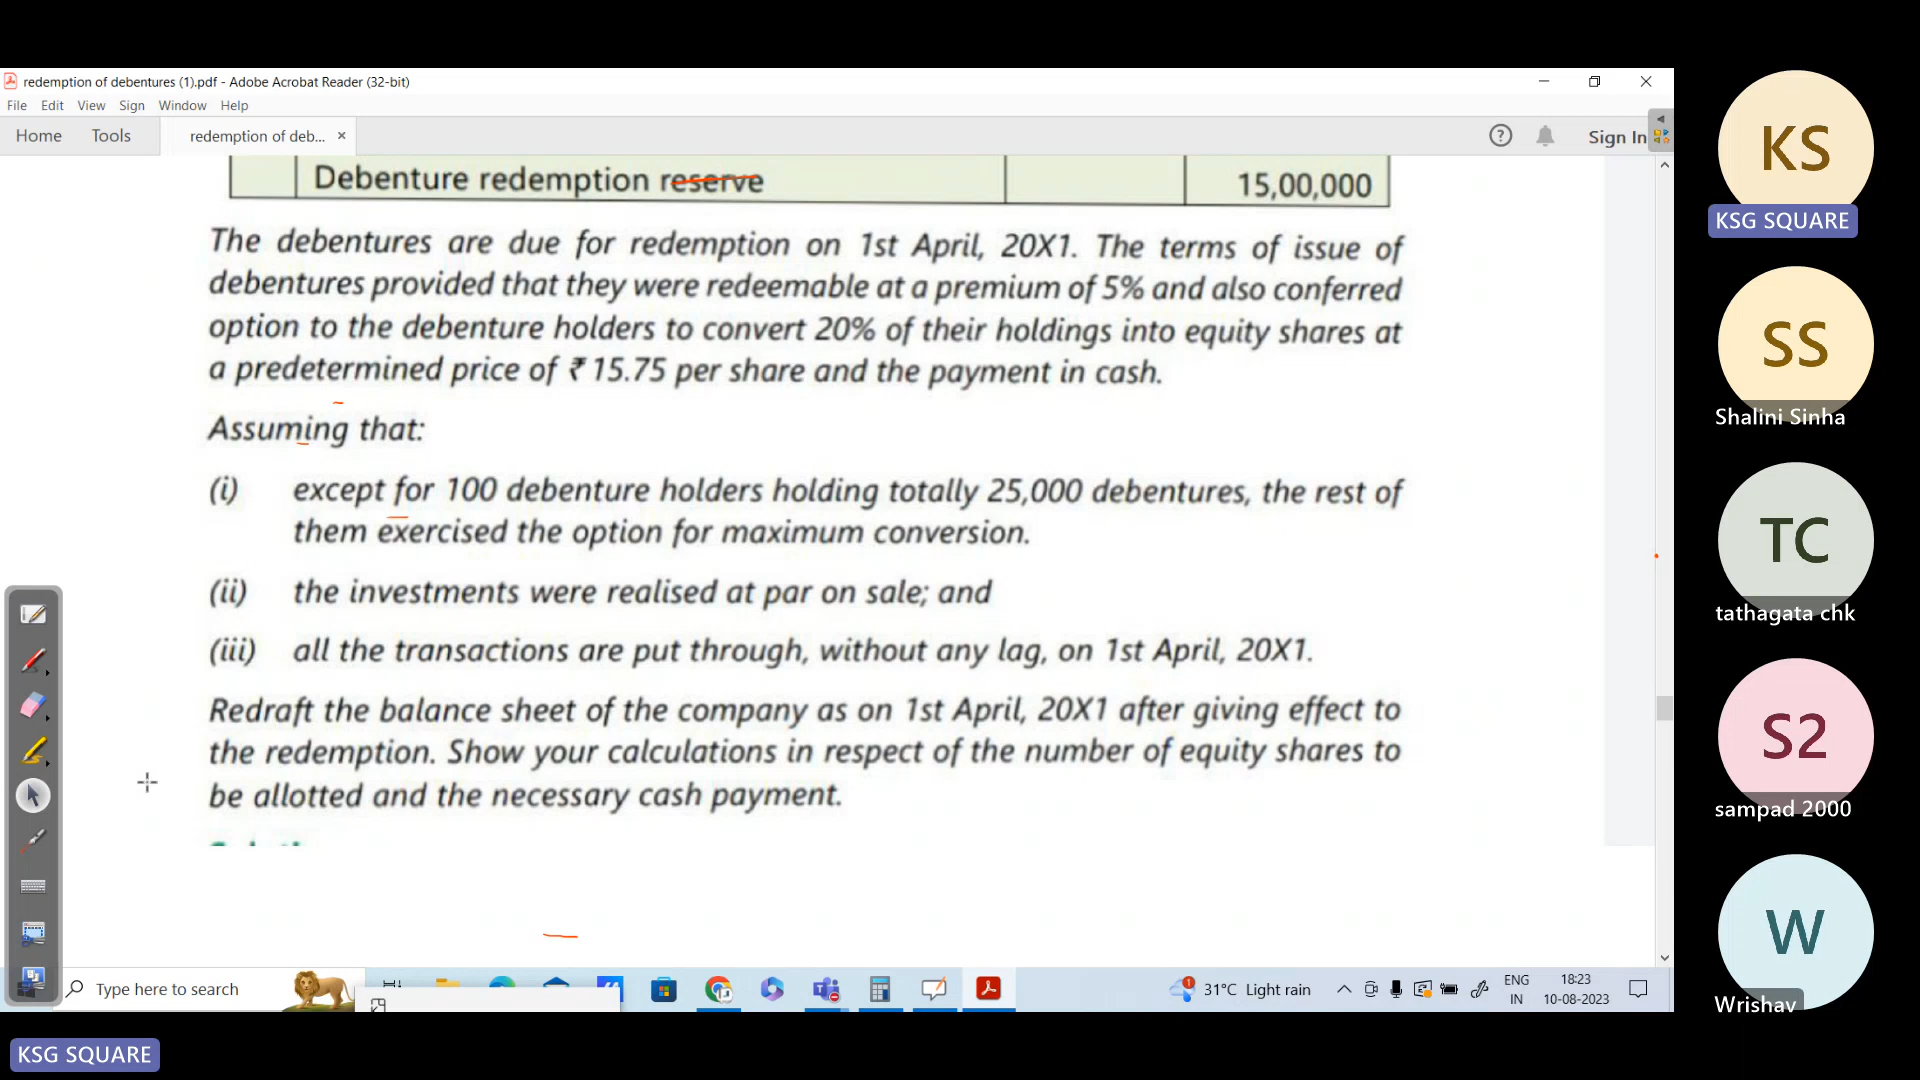 redemption of debentures (1).pdf - Adobe Acrobat Reader (32-bit)
File Edit View Sign Window Help
Home Tools redemption of deb... × Sign In
Debenture redemption reserve 15,00,000
The debentures are due for redemption on 1st April, 20X1. The terms of issue of
debentures provided that they were redeemable at a premium of 5% and also conferred
option to the debenture holders to convert 20% of their holdings into equity shares at
a predetermined price of ₹ 15.75 per share and the payment in cash.
Assuming that:
(i) except for 100 debenture holders holding totally 25,000 debentures, the rest of
them exercised the option for maximum conversion.
(ii) the investments were realised at par on sale; and
(iii) all the transactions are put through, without any lag, on 1st April, 20X1.
Redraft the balance sheet of the company as on 1st April, 20X1 after giving effect to
the redemption. Show your calculations in respect of the number of equity shares to
be allotted and the necessary cash payment.
Type here to search
31°C Light rain
ENG
IN
18:23
10-08-2023
KS
KSG SQUARE
SS
Shalini Sinha
TC
tathagata chk
S2
sampad 2000
W
Wrishav
KSG SQUARE